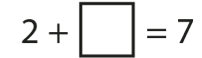 2 + □ = 7